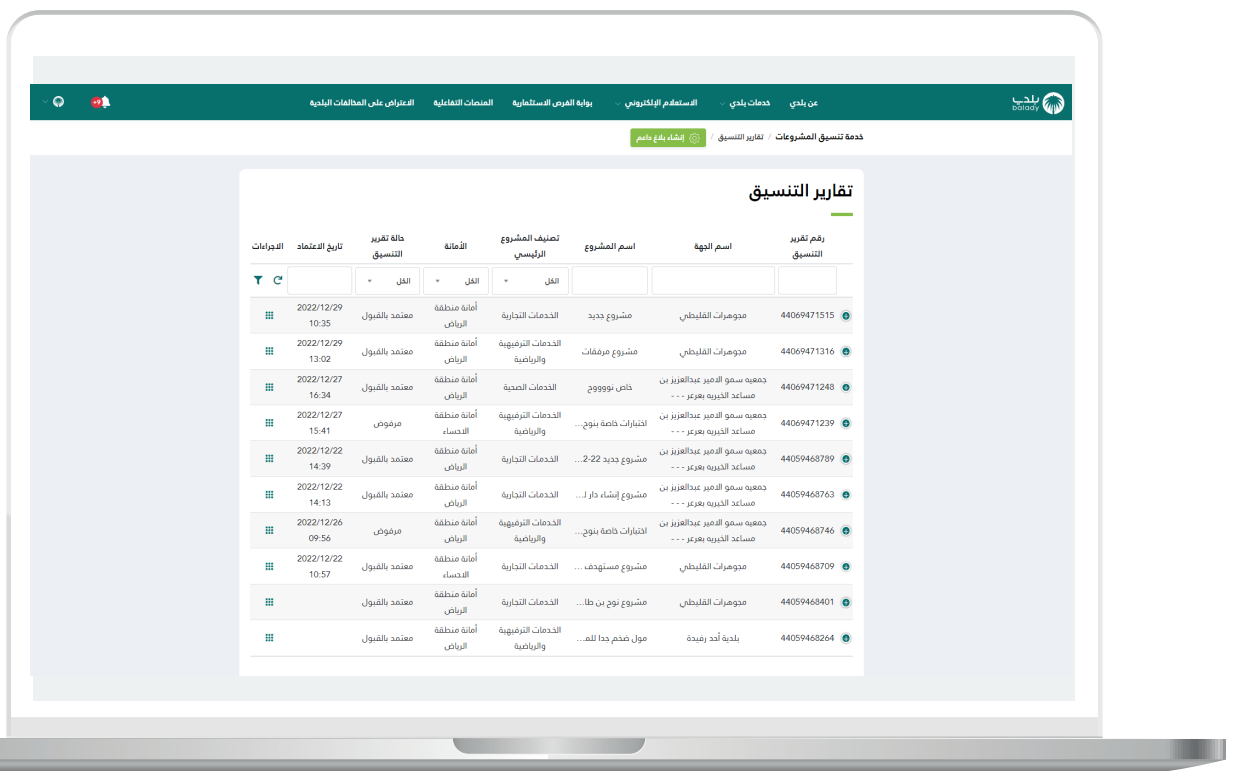 بلدي
balady
عن بلدي خدمات بلدي الاستعلام الإلكتروني بوابة الفرص الاستثمارية المنصات التفاعلية الاعتراض على المخالفات البلدية +9
خدمة تنسيق المشروعات / تقارير التنسيق / إنشاء بلاغ داعم
تقارير التنسيق
رقم تقرير التنسيق اسم الجهة اسم المشروع تصنيف المشروع الرئيسي الأمانة حالة تقرير التنسيق تاريخ الاعتماد الاجراءات
الكل الكل الكل
44069471515 مجوهرات القليطي مشروع جديد الخدمات التجارية أمانة منطقة الرياض معتمد بالقبول 2022/12/29 10:35
44069471316 مجوهرات القليطي مشروع مرفقات الخدمات الترفيهية والرياضية أمانة منطقة الرياض معتمد بالقبول 2022/12/29 13:02
44069471248 جمعيه سمو الامير عبدالعزيز بن مساعد الخيريه بعرعر - - - خاص نووووح الخدمات الصحية أمانة منطقة الرياض معتمد بالقبول 2022/12/27 16:34
44069471239 جمعيه سمو الامير عبدالعزيز بن مساعد الخيريه بعرعر - - - اختبارات خاصة بنوح... الخدمات الترفيهية والرياضية أمانة منطقة الاحساء مرفوض 2022/12/27 15:41
44059468789 جمعيه سمو الامير عبدالعزيز بن مساعد الخيريه بعرعر - - - مشروع جديد 22-2... الخدمات التجارية أمانة منطقة الرياض معتمد بالقبول 2022/12/22 14:39
44059468763 جمعيه سمو الامير عبدالعزيز بن مساعد الخيريه بعرعر - - - مشروع إنشاء دار ل... الخدمات التجارية أمانة منطقة الرياض معتمد بالقبول 2022/12/22 14:13
44059468746 جمعيه سمو الامير عبدالعزيز بن مساعد الخيريه بعرعر - - - اختبارات خاصة بنوح... الخدمات الترفيهية والرياضية أمانة منطقة الرياض مرفوض 2022/12/26 09:56
44059468709 مجوهرات القليطي مشروع مستهدف ... الخدمات التجارية أمانة منطقة الاحساء معتمد بالقبول 2022/12/22 10:57
44059468401 مجوهرات القليطي مشروع نوح بن طا... الخدمات التجارية أمانة منطقة الرياض معتمد بالقبول
44059468264 بلدية أحد رفيدة مول ضخم جدا للم... الخدمات الترفيهية والرياضية أمانة منطقة الرياض معتمد بالقبول